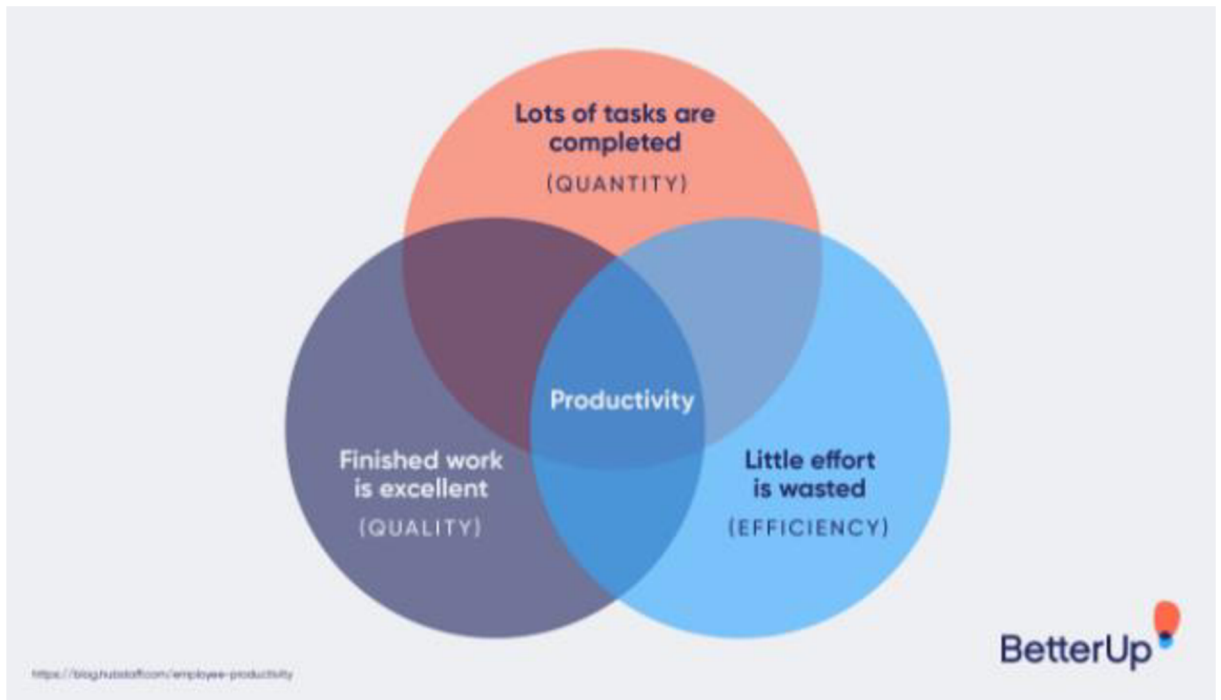 Lots of tasks are
completed
(QUANTITY)
Productivity
Finished work
is excellent
(QUALITY)
Little effort
is wasted
(EFFICIENCY)
BetterUp
https://blog.hubstaff.com/employee-productivity